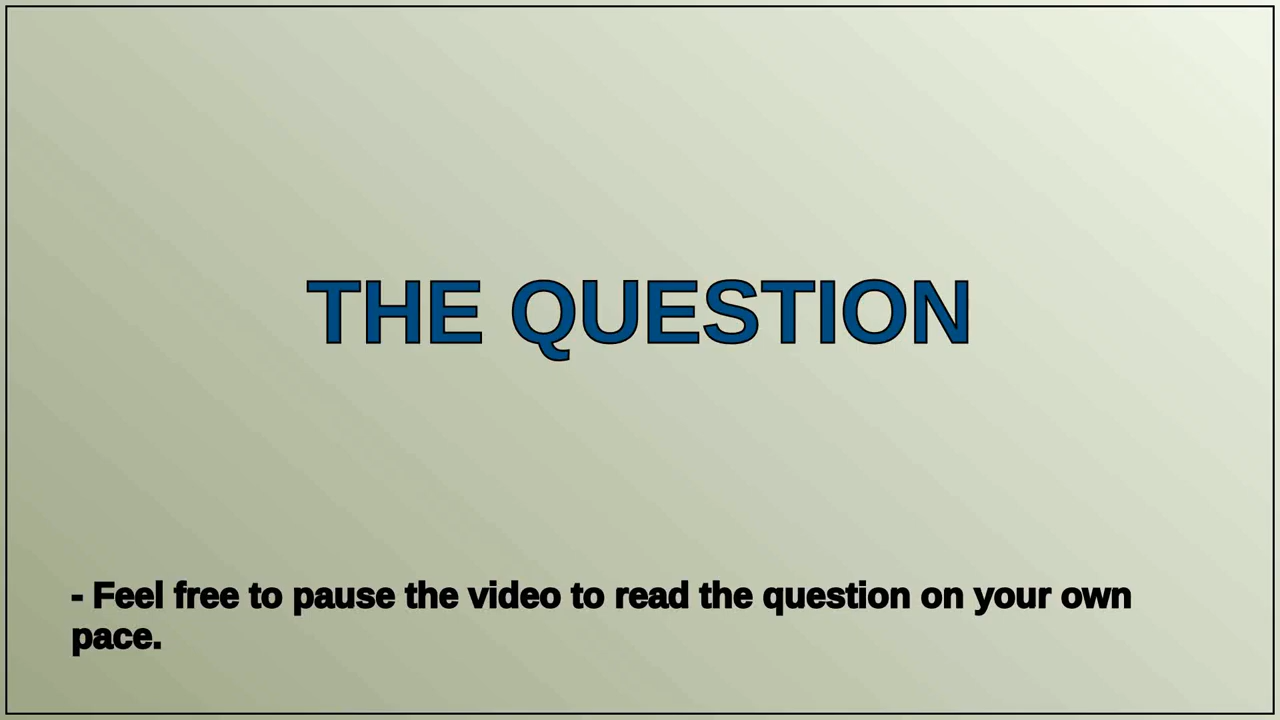 THE QUESTION
- Feel free to pause the video to read the question on your own
pace.